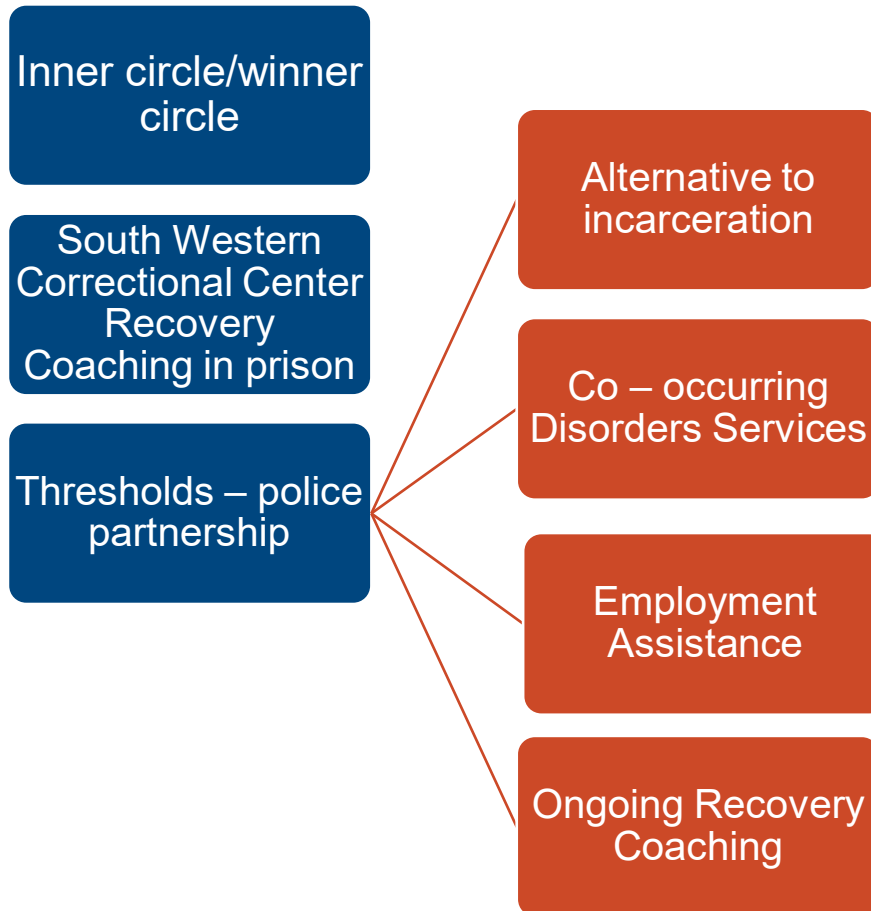 Inner circle/winner
circle
South Western
Correctional Center
Recovery
Coaching in prison
Thresholds – police
partnership
Alternative to
incarceration
Co – occurring
Disorders Services
Employment
Assistance
Ongoing Recovery
Coaching